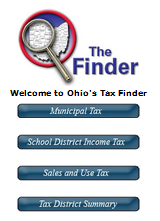 The
Finder
Welcome to Ohio's Tax Finder
Municipal Tax
School District Income Tax
Sales and Use Tax
Tax District Summary